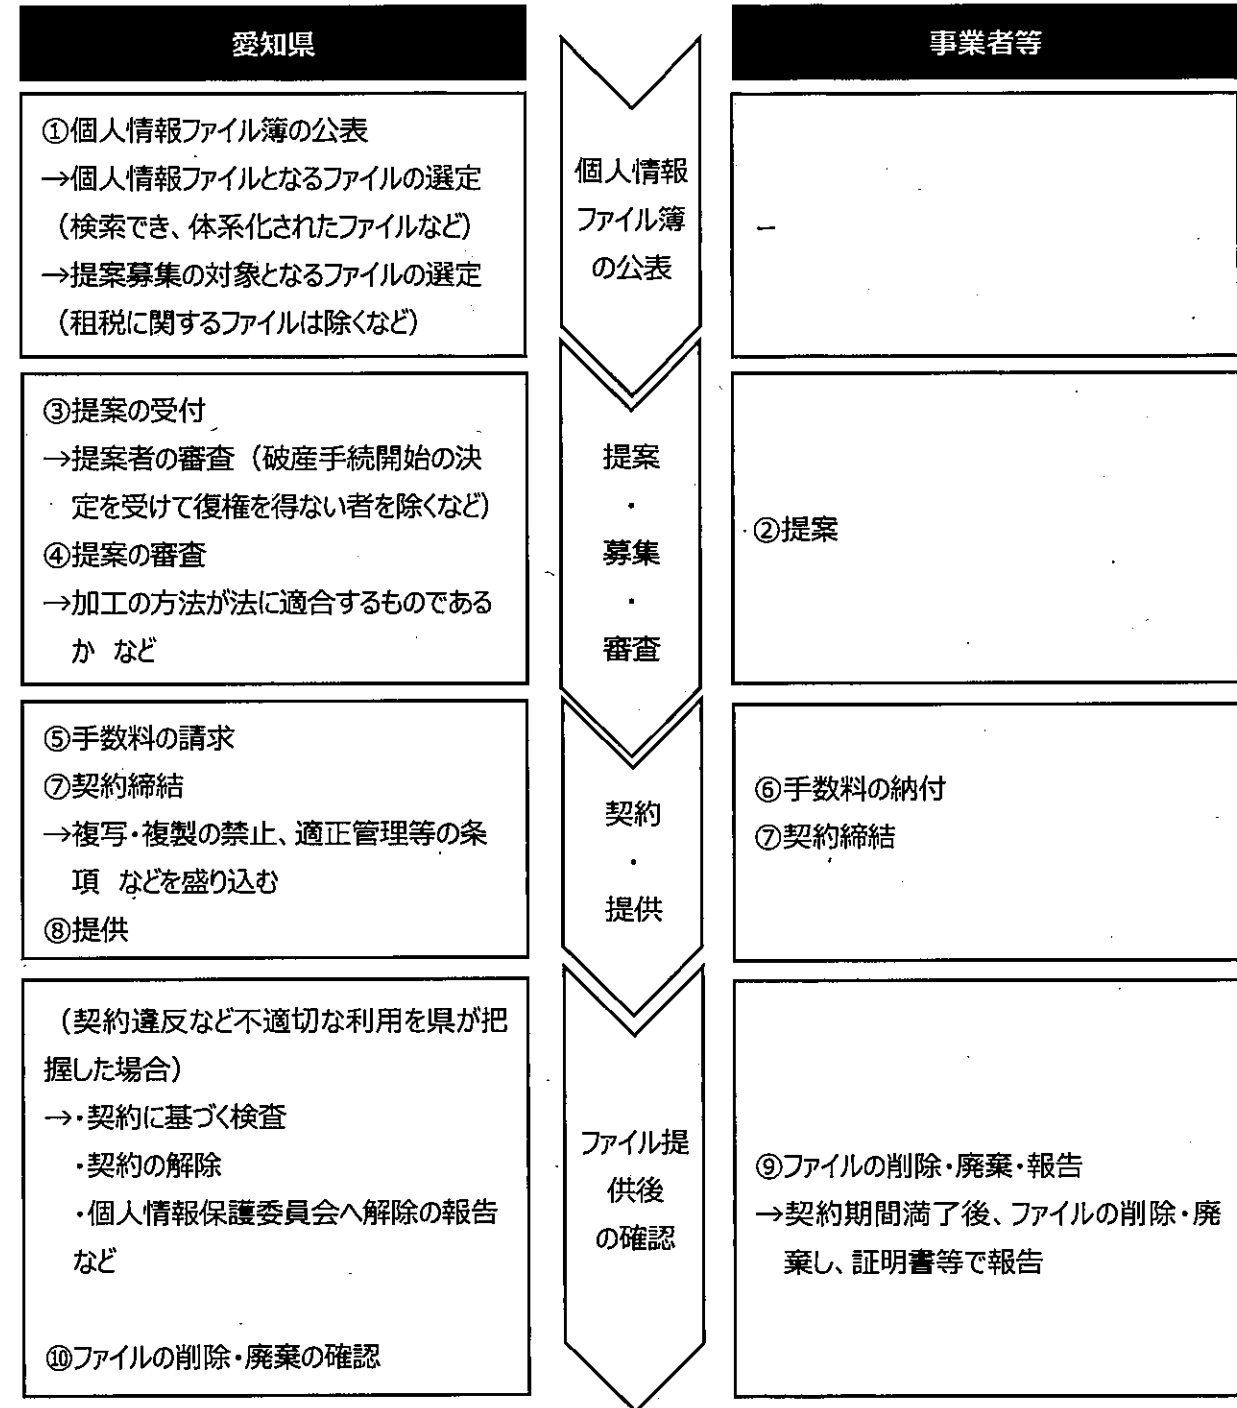 愛知県
事業者等
①個人情報ファイル簿の公表
→個人情報ファイルとなるファイルの選定
（検索でき、体系化されたファイルなど）
→提案募集の対象となるファイルの選定
（租税に関するファイルは除くなど）
個人情報
ファイル簿
の公表
－
③提案の受付
→提案者の審査（破産手続開始の決
定を受けて復権を得ない者を除くなど）
④提案の審査
→加工の方法が法に適合するものである
か など
提案
・
募集
・
審査
②提案
⑤手数料の請求
⑦契約締結
→複写・複製の禁止、適正管理等の条
項 などを盛り込む
⑧提供
契約
・
提供
⑥手数料の納付
⑦契約締結
（契約違反など不適切な利用を県が把
握した場合）
→・契約に基づく検査
・契約の解除
・個人情報保護委員会へ解除の報告
など
⑩ファイルの削除・廃棄の確認
ファイル提
供後
の確認
⑨ファイルの削除・廃棄・報告
→契約期間満了後、ファイルの削除・廃
棄し、証明書等で報告